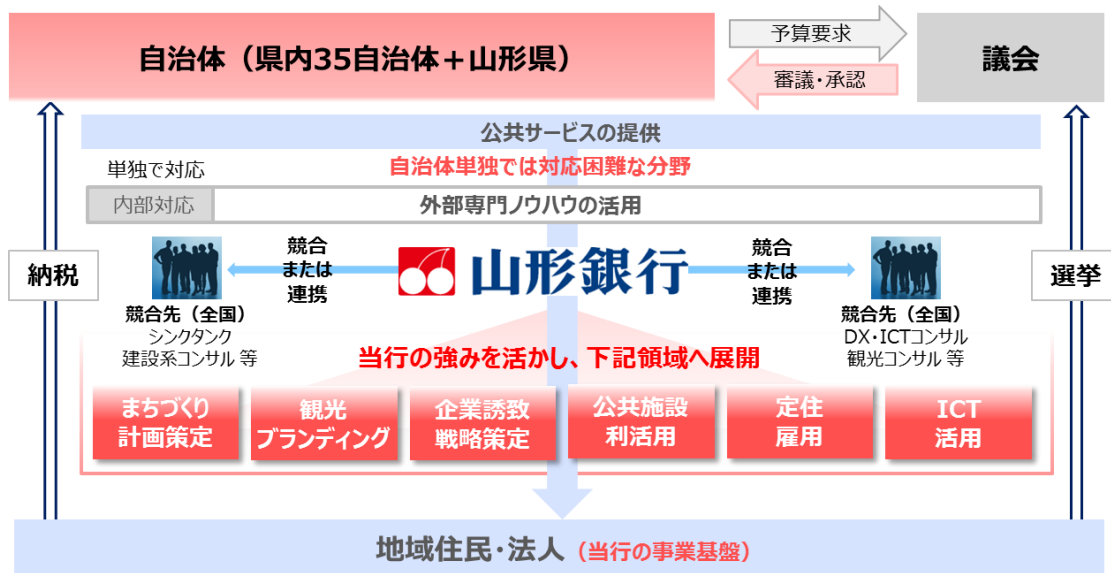 自治体（県内35自治体＋山形県）
予算要求
審議・承認
議会
公共サービスの提供
単独で対応
自治体単独では対応困難な分野
内部対応
外部専門ノウハウの活用
納税
競合
または
連携
山形銀行
競合
または
連携
選挙
競合先（全国）
シンクタンク
建設系コンサル 等
競合先（全国）
DX・ICTコンサル
観光コンサル 等
当行の強みを活かし、下記領域へ展開
まちづくり
計画策定
観光
ブランディング
企業誘致
戦略策定
公共施設
利活用
定住
雇用
ICT
活用
地域住民・法人（当行の事業基盤）